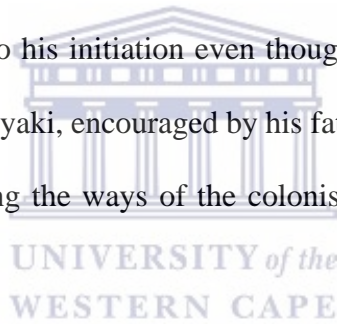 o his initiation even thoug
yaki, encouraged by his fat
ng the ways of the colonis
UNIVERSITY of the
WESTERN CAPE